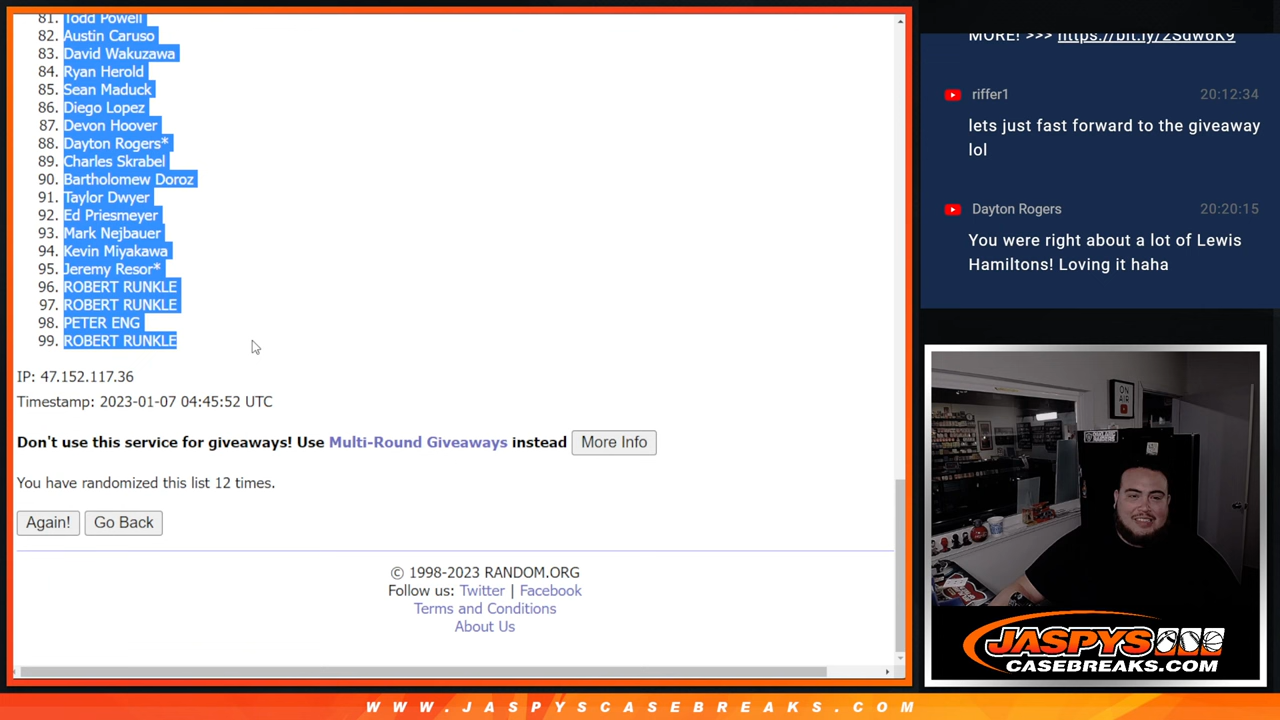 81. Todd Powell
82. Austin Caruso
83. David Wakuzawa
84. Ryan Herold
85. Sean Maduck
86. Diego Lopez
87. Devon Hoover
88. Dayton Rogers*
89. Charles Skrabel
90. Bartholomew Doroz
91. Taylor Dwyer
92. Ed Priesmeyer
93. Mark Nejbauer
94. Kevin Miyakawa
95. Jeremy Resor*
96. ROBERT RUNKLE
97. ROBERT RUNKLE
98. PETER ENG
99. ROBERT RUNKLE
IP: 47.152.117.36
Timestamp: 2023-01-07 04:45:52 UTC
Don't use this service for giveaways! Use Multi-Round Giveaways instead More Info
You have randomized this list 12 times.
Again! Go Back
© 1998-2023 RANDOM.ORG
Follow us: Twitter | Facebook
Terms and Conditions
About Us
MORE! >>> https://bit.ly/2Sdw6K9
riffer1 20:12:34
lets just fast forward to the giveaway
lol
Dayton Rogers 20:20:15
You were right about a lot of Lewis
Hamiltons! Loving it haha
ON
AIR
JASPYS
CASEBREAKS.COM
WWW.JASPYSCASEBREAKS.COM